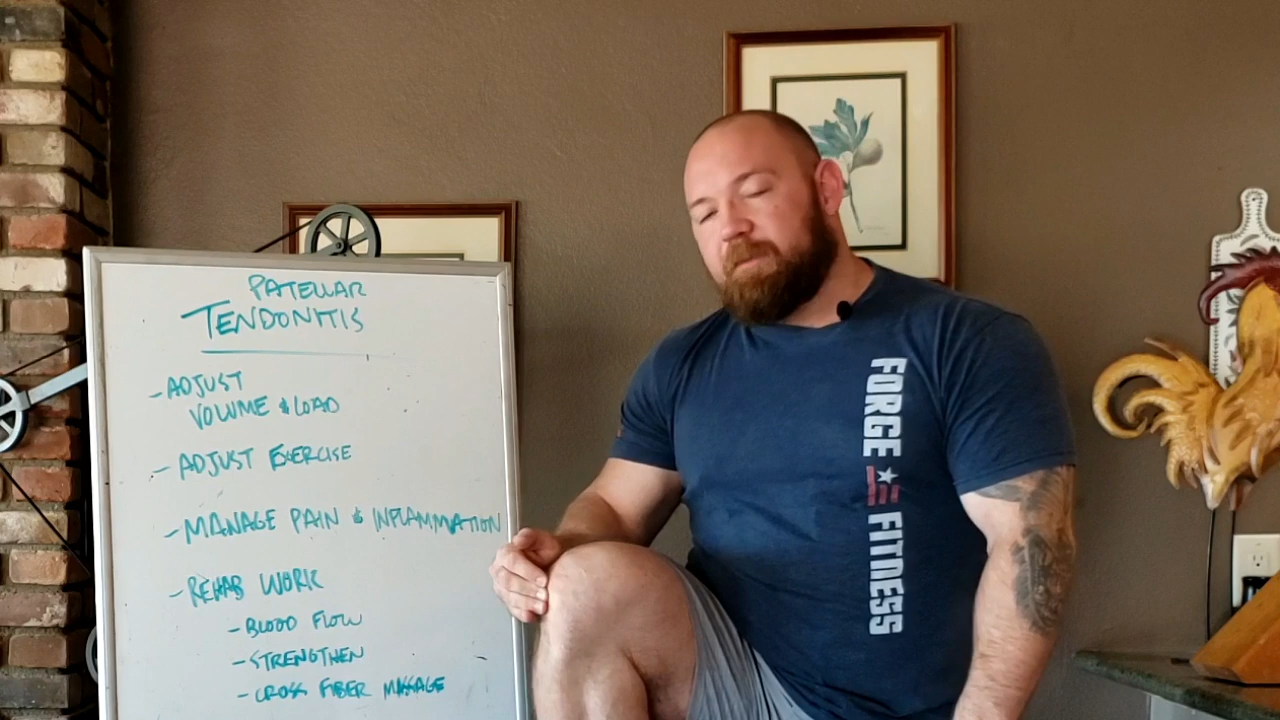 PATELLAR
TENDONITIS
- ADJUST
VOLUME & LOAD
- ADJUST EXERCISE
- MANAGE PAIN & INFLAMMATION
- REHAB WORK
- BLOOD FLOW
- STRENGTHEN
- CROSS FIBER MASSAGE
FORGE FITNESS